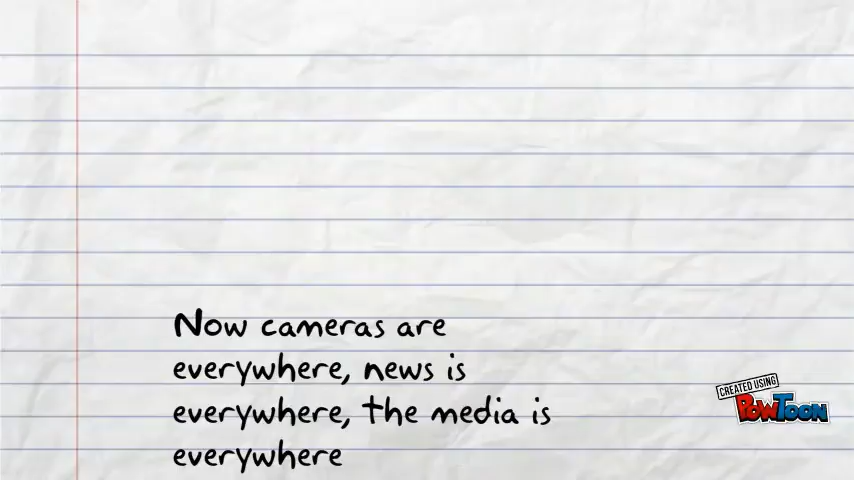 Now cameras are
everywhere, news is
everywhere, the media is
everywhere
CREATED USING
POWTOON